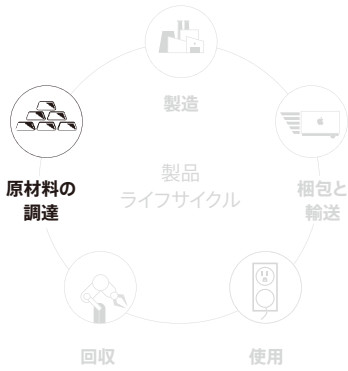 製造
原材料の
調達
製品
ライフサイクル
梱包と
輸送
回収
使用